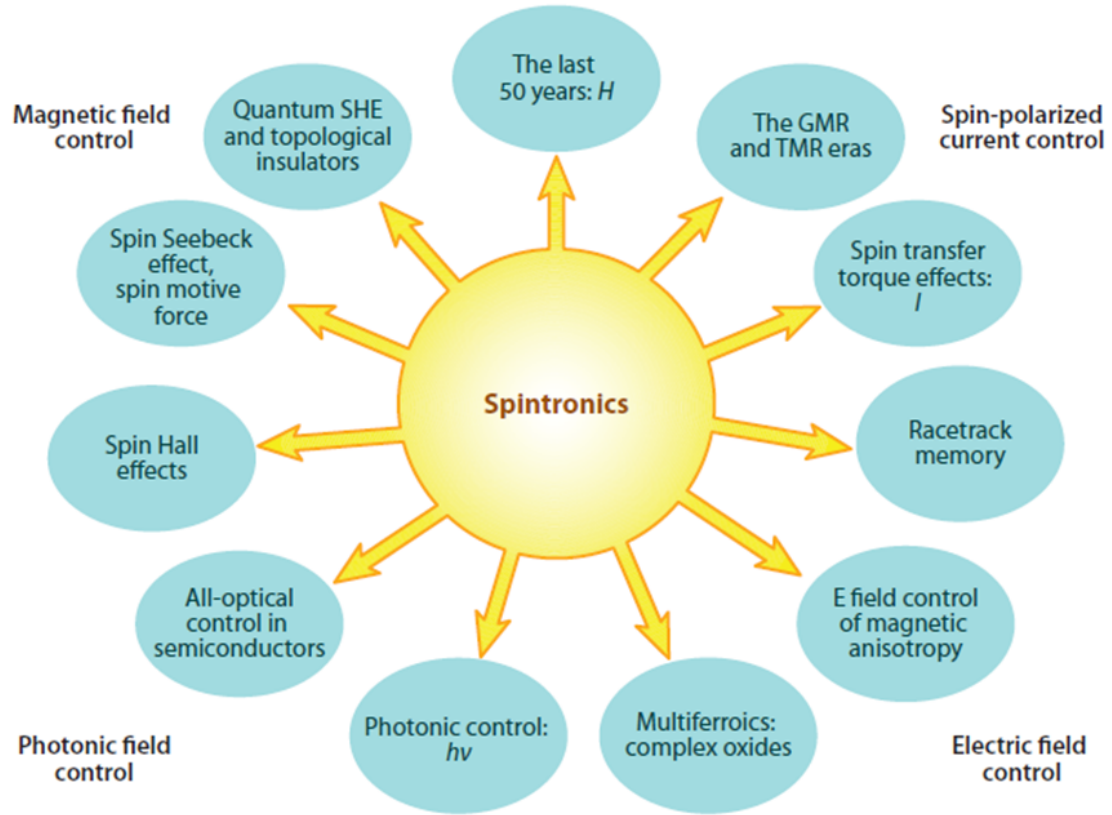 The last
50 years: H
Magnetic field
control
Quantum SHE
and topological
insulators
The GMR
and TMR eras
Spin-polarized
current control
Spin Seebeck
effect,
spin motive
force
Spin transfer
torque effects:
I
Spintronics
Spin Hall
effects
Racetrack
memory
All-optical
control in
semiconductors
E field control
of magnetic
anisotropy
Photonic control:
hν
Multiferroics:
complex oxides
Photonic field
control
Electric field
control